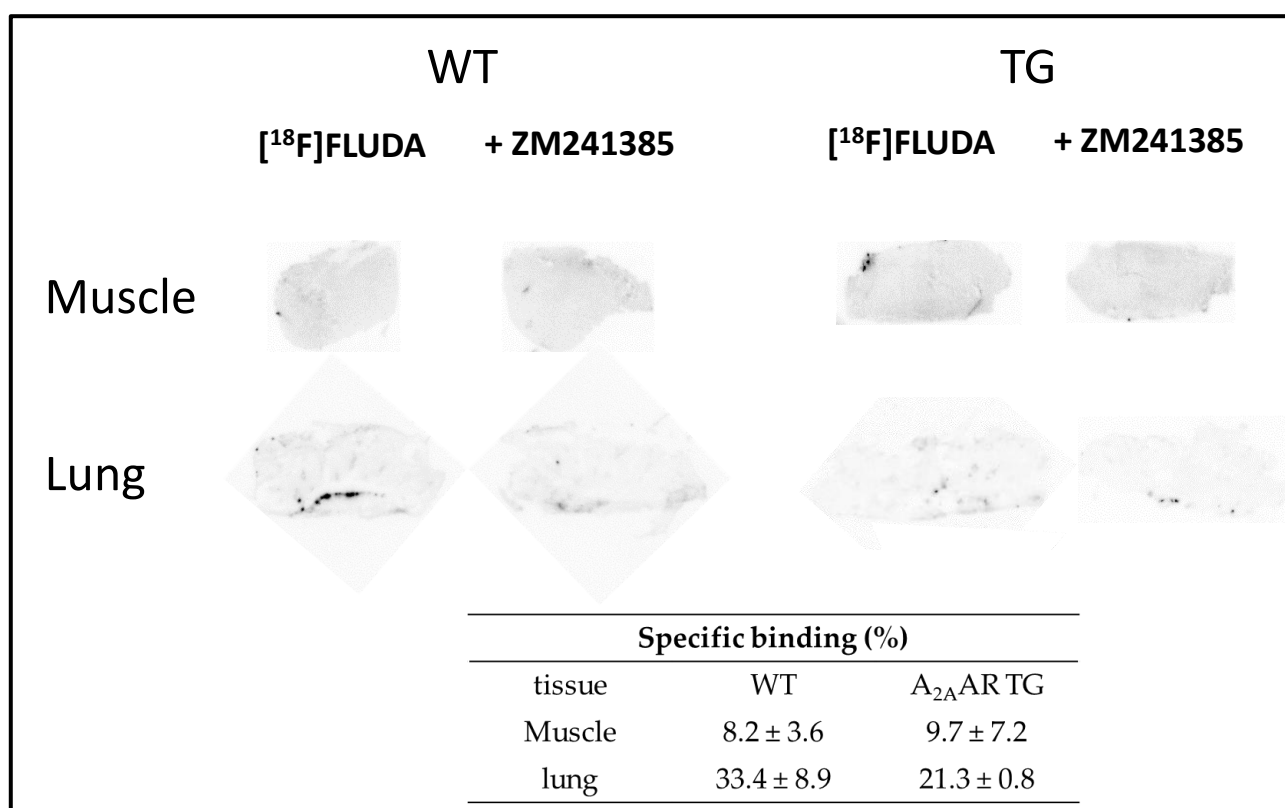 WT TG
[¹⁸F]FLUDA + ZM241385 [¹⁸F]FLUDA + ZM241385
Muscle
Lung
Specific binding (%)
tissue WT A₂ₐAR TG
Muscle 8.2 ± 3.6 9.7 ± 7.2
lung 33.4 ± 8.9 21.3 ± 0.8